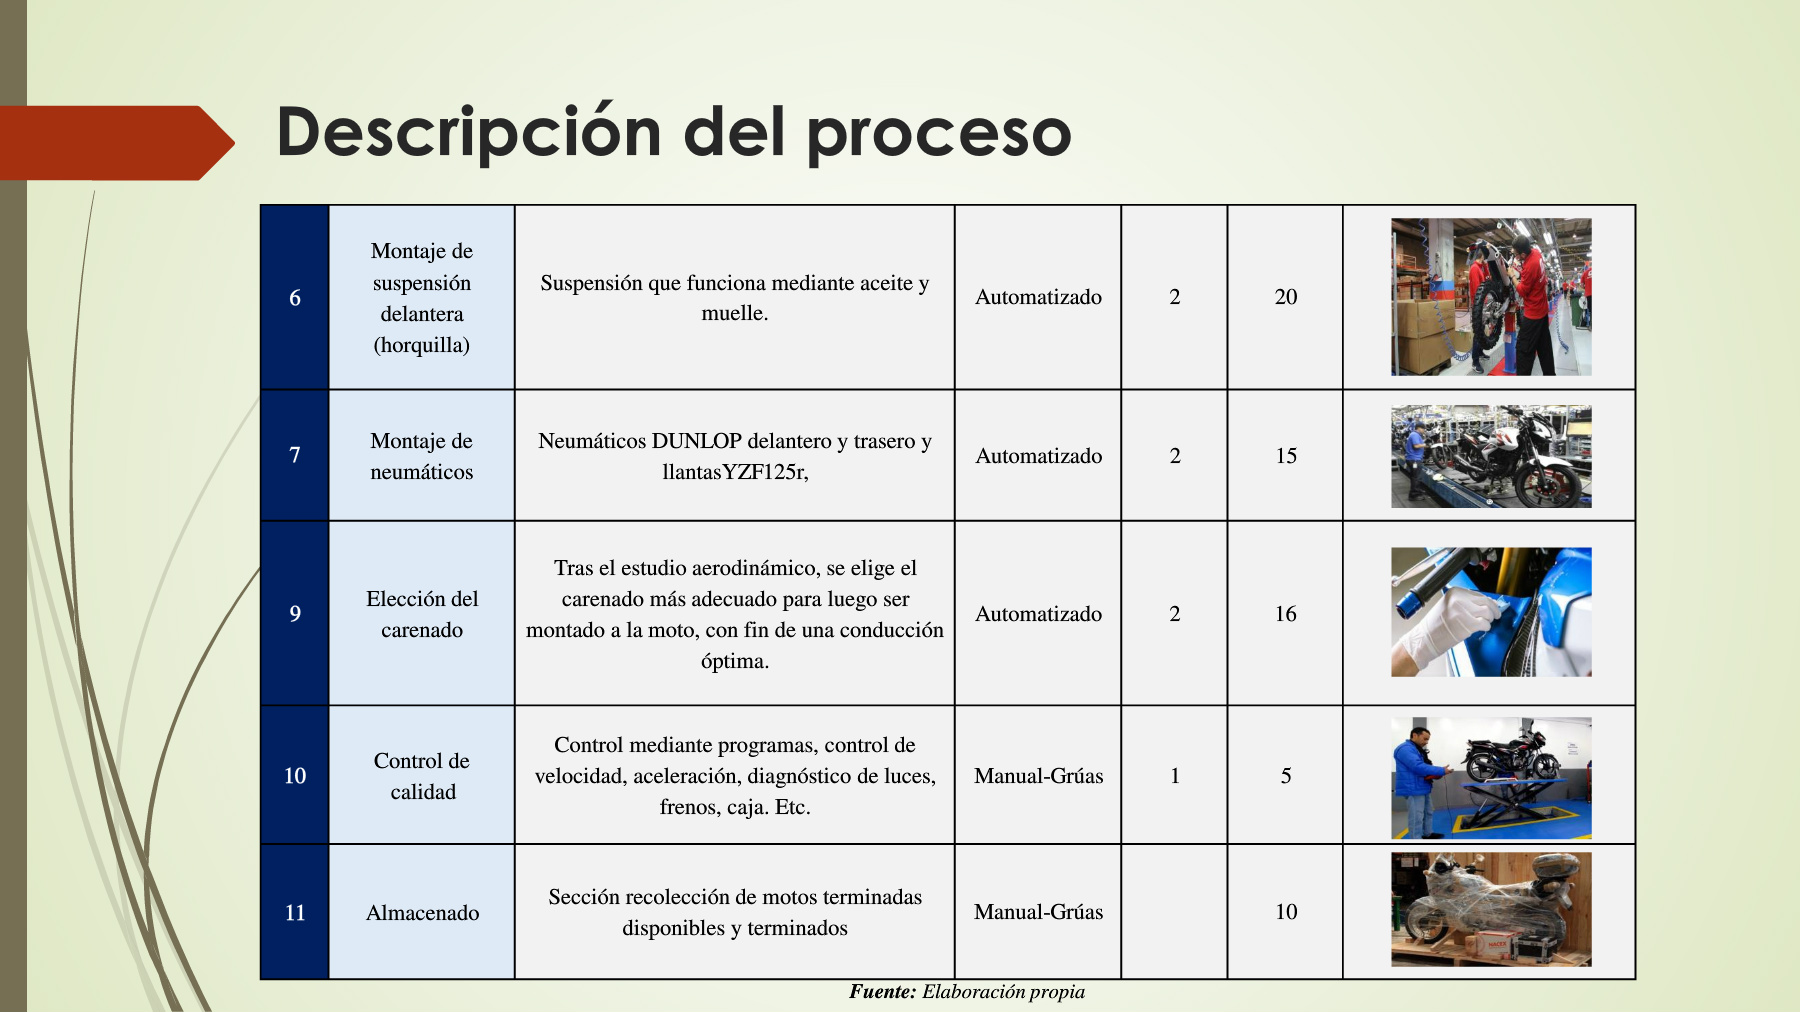 Descripción del proceso
6
Montaje de
suspensión
delantera
(horquilla)
Suspensión que funciona mediante aceite y
muelle.
Automatizado
2
20
7
Montaje de
neumáticos
Neumáticos DUNLOP delantero y trasero y
llantasYZF125r,
Automatizado
2
15
9
Elección del
carenado
Tras el estudio aerodinámico, se elige el
carenado más adecuado para luego ser
montado a la moto, con fin de una conducción
óptima.
Automatizado
2
16
10
Control de
calidad
Control mediante programas, control de
velocidad, aceleración, diagnóstico de luces,
frenos, caja. Etc.
Manual-Grúas
1
5
11
Almacenado
Sección recolección de motos terminadas
disponibles y terminados
Manual-Grúas
10
Fuente: Elaboración propia